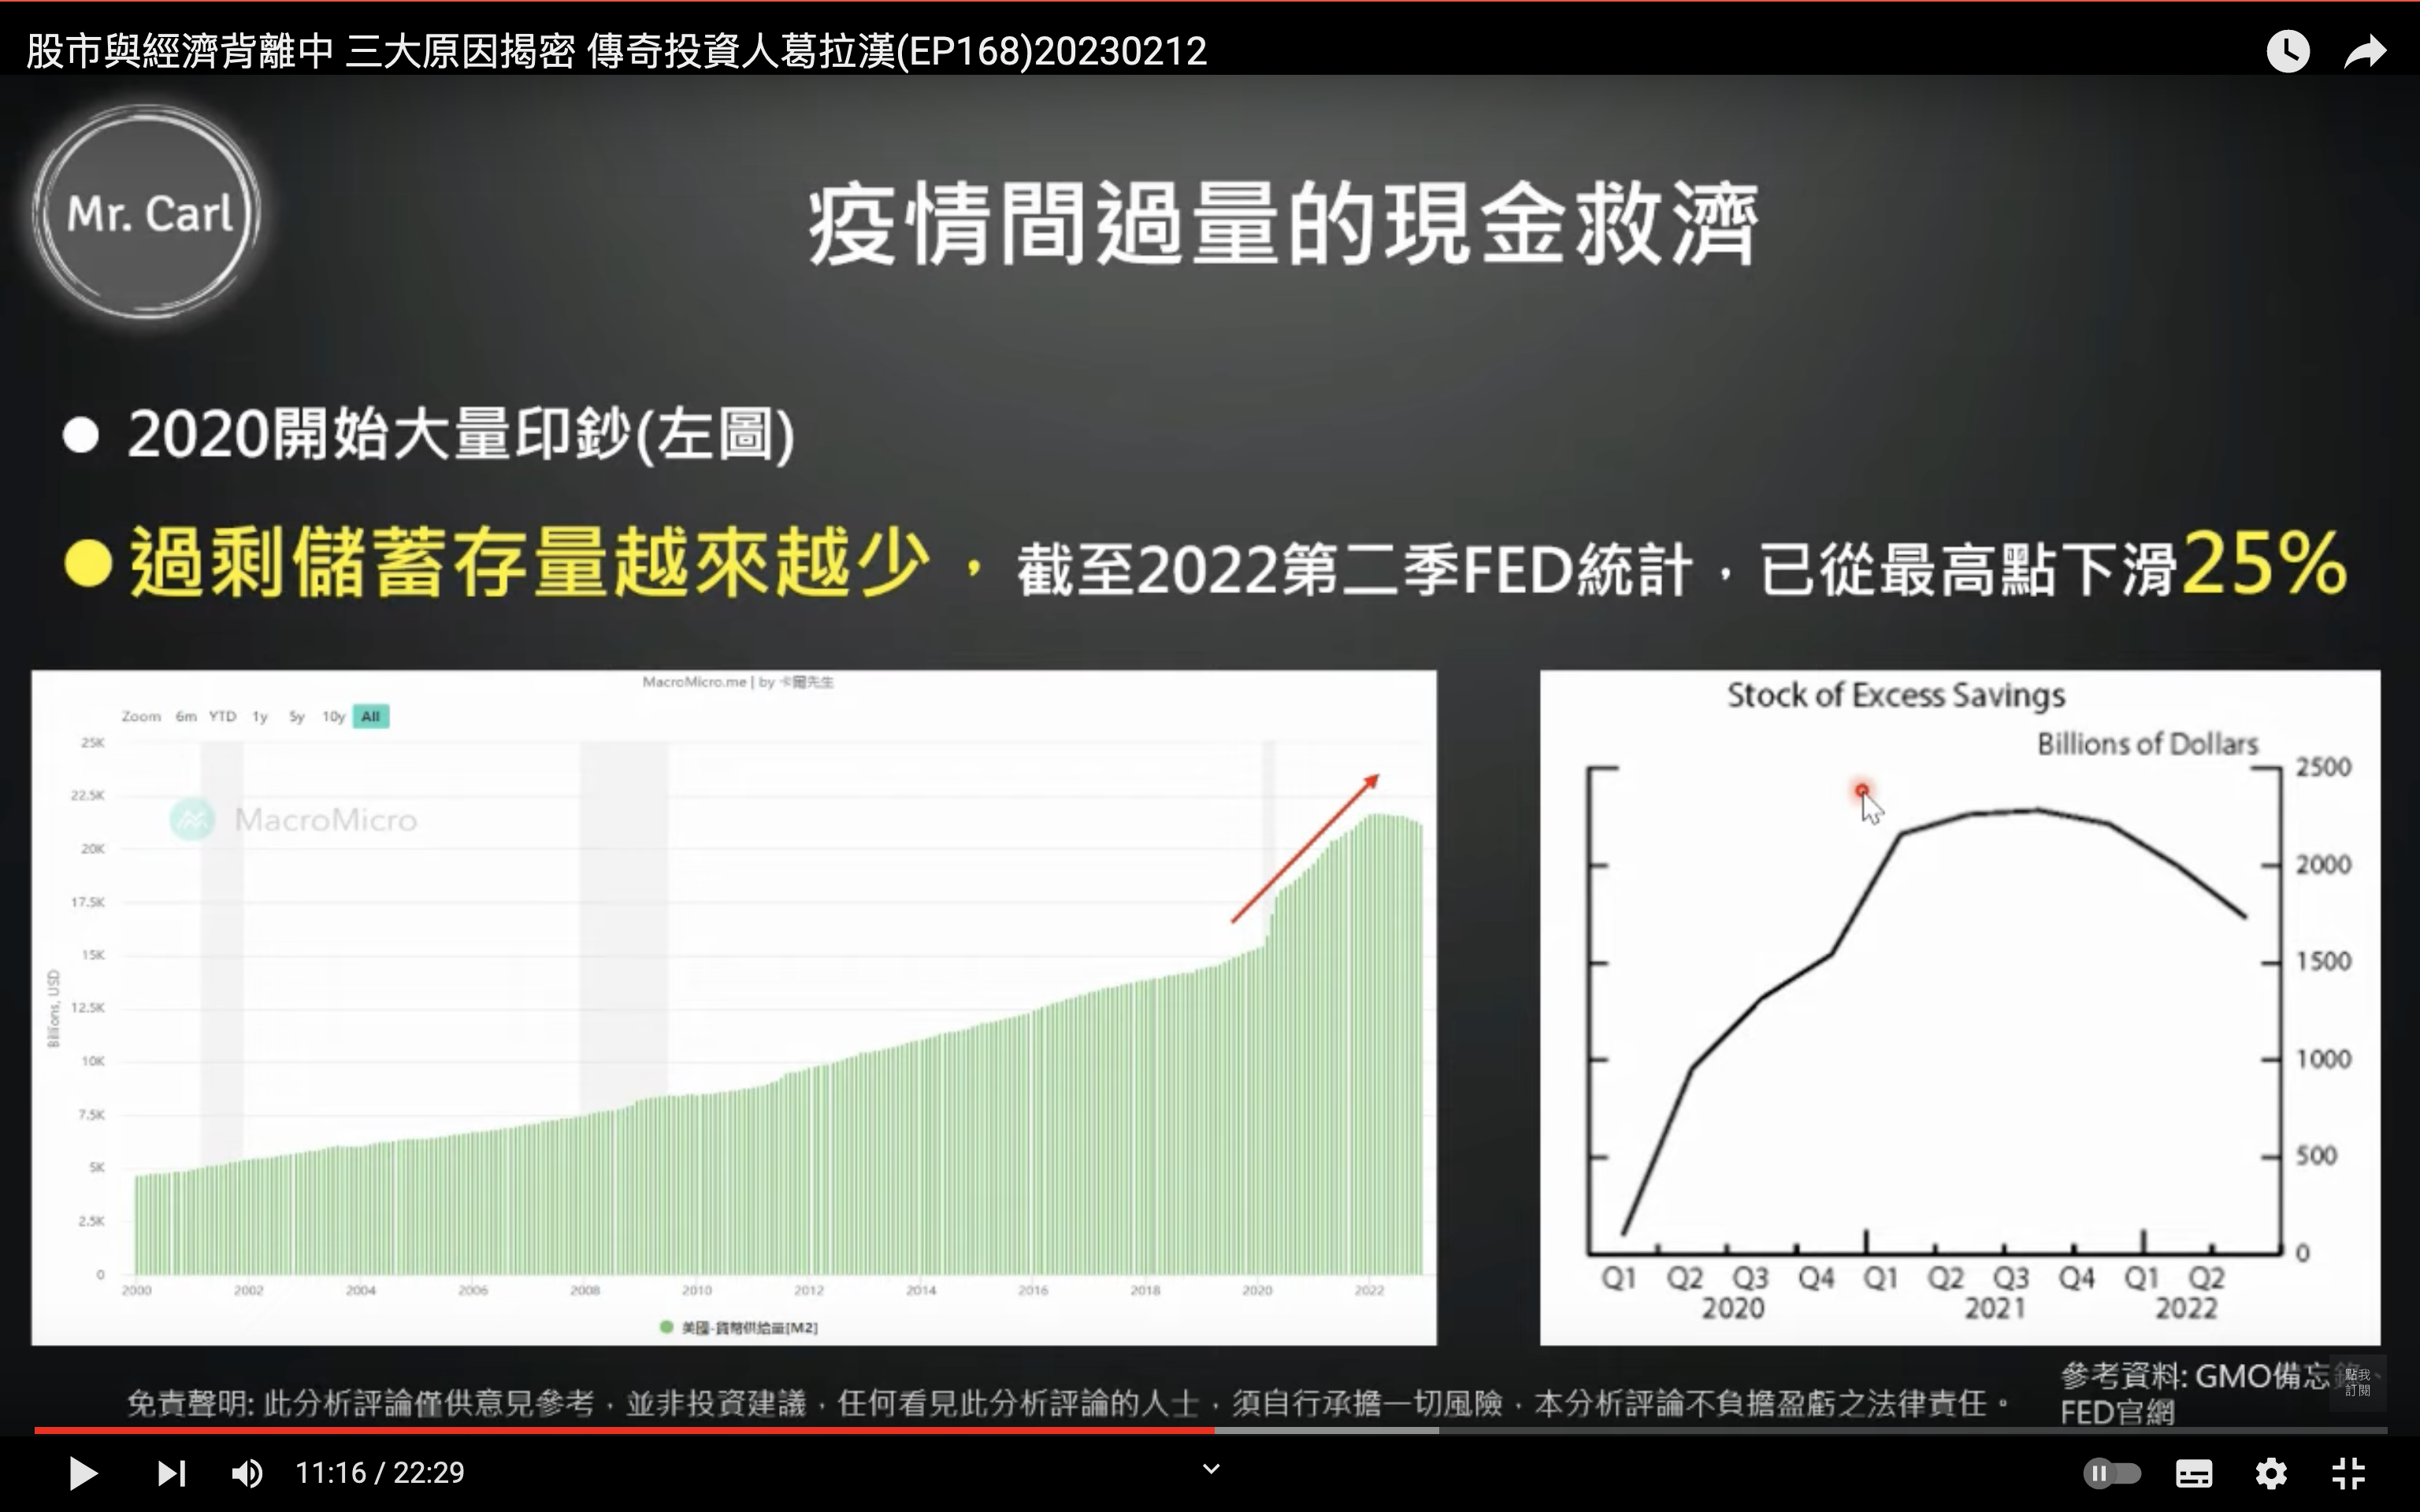 股市與經濟背離中 三大原因揭密 傳奇投資人葛拉漢(EP168)20230212
Mr. Carl
疫情間過量的現金救濟
2020開始大量印鈔(左圖)
過剩儲蓄存量越來越少，截至2022第二季FED統計，已從最高點下滑25%
MacroMicro.me | by 卡爾先生
Zoom 6m YTD 1y 5y 10y All
25K
22.5K
20K
17.5K
15K
12.5K
10K
7.5K
5K
2.5K
0
Billions, USD
MacroMicro
2000 2002 2004 2006 2008 2010 2012 2014 2016 2018 2020 2022
美國-貨幣供給量[M2]
Stock of Excess Savings
Billions of Dollars
2500
2000
1500
1000
500
0
Q1 Q2 Q3 Q4 Q1 Q2 Q3 Q4 Q1 Q2
2020 2021 2022
免責聲明: 此分析評論僅供意見參考，並非投資建議，任何看見此分析評論的人士，須自行承擔一切風險，本分析評論不負擔盈虧之法律責任。
參考資料: GMO備忘錄、
FED官網
點我
訂閱
11:16 / 22:29